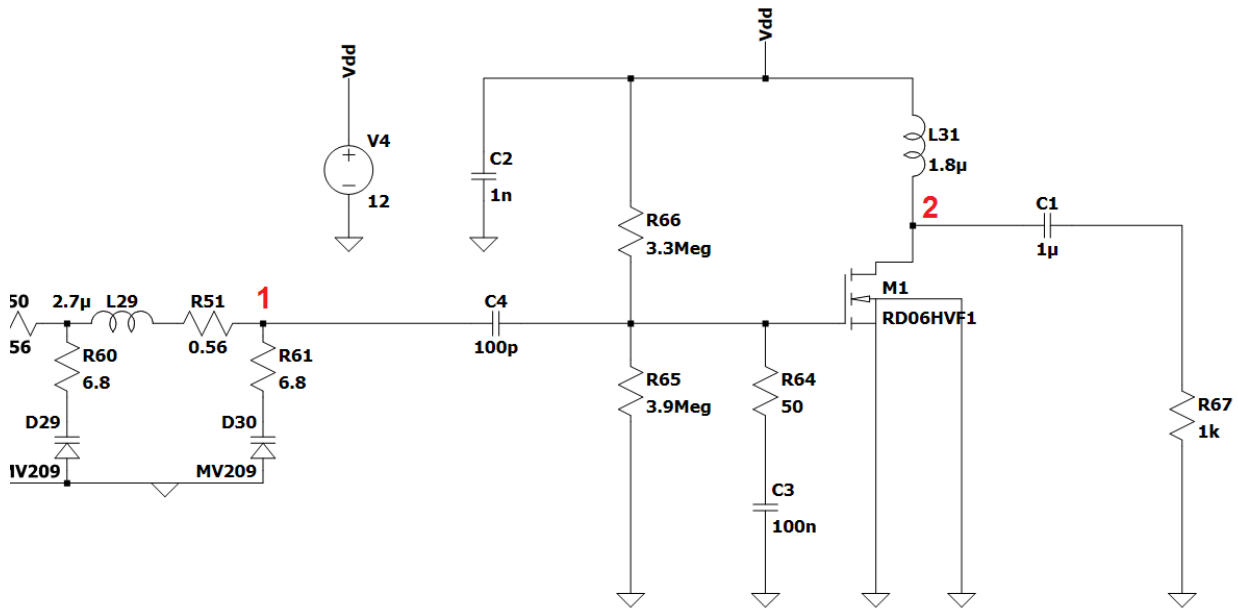 Vdd
Vdd
V4
12
C2
1n
R66
3.3Meg
L31
1.8µ
2
C1
1µ
M1
RD06HVF1
50
56
2.7µ
L29
R51
0.56
1
C4
100p
R60
6.8
R61
6.8
D29
MV209
D30
MV209
R65
3.9Meg
R64
50
C3
100n
R67
1k